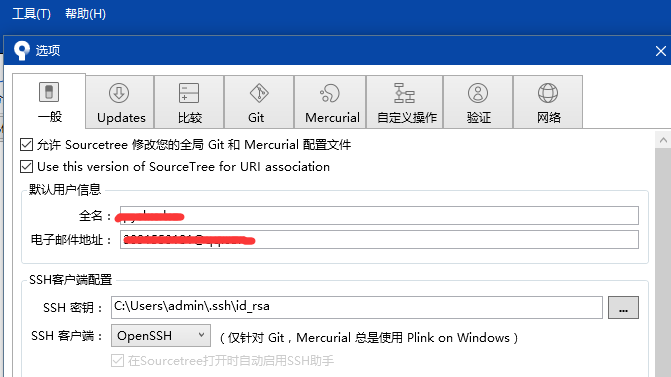 工具(T) 帮助(H)
选项
一般 Updates 比较 Git Mercurial 自定义操作 验证 网络
允许 Sourcetree 修改您的全局 Git 和 Mercurial 配置文件
Use this version of SourceTree for URI association
默认用户信息
全名：
电子邮件地址：
SSH客户端配置
SSH 密钥： C:\Users\admin\.ssh\id_rsa ...
SSH 客户端： OpenSSH （仅针对 Git，Mercurial 总是使用 Plink on Windows）
在Sourcetree打开时自动启用SSH助手